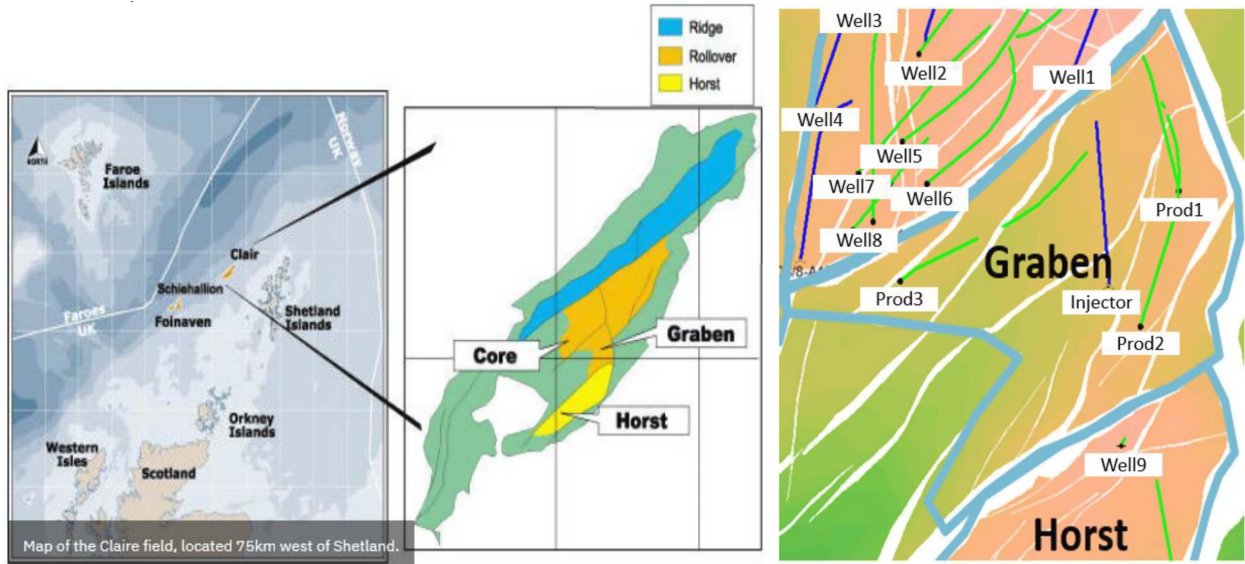 Ridge
Rollover
Horst
NORTH
Faroe
Islands
Norway
UK
Clair
Schiehallion
Foinaven
Faroes
UK
Shetland
Islands
Orkney
Islands
Western
Isles
Scotland
Map of the Claire field, located 75km west of Shetland.
Core
Graben
Horst
Well3
Well2
Well1
Well4
Well5
Well7
Well6
Well8
Prod1
Graben
Prod3
Injector
Prod2
Well9
Horst